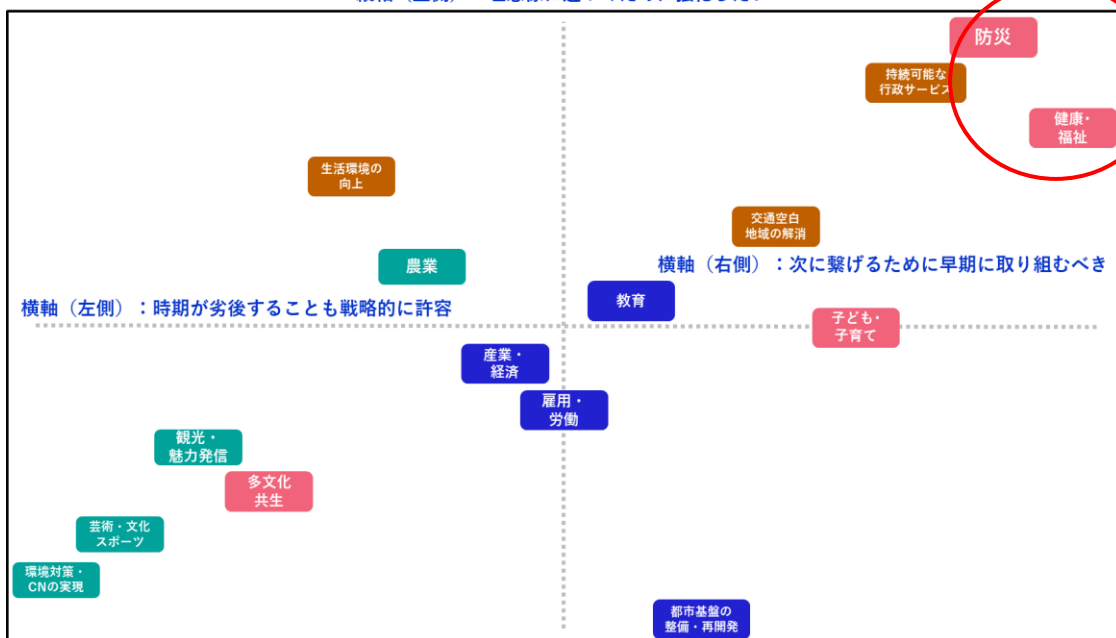 防災
持続可能な
行政サービス
健康・
福祉
生活環境の
向上
交通空白
地域の解消
農業
横軸（右側）：次に繋げるために早期に取り組むべき
教育
横軸（左側）：時期が劣後することも戦略的に許容
子ども・
子育て
産業・
経済
雇用・
労働
観光・
魅力発信
多文化
共生
芸術・文化
スポーツ
環境対策・
CNの実現
都市基盤の
整備・再開発